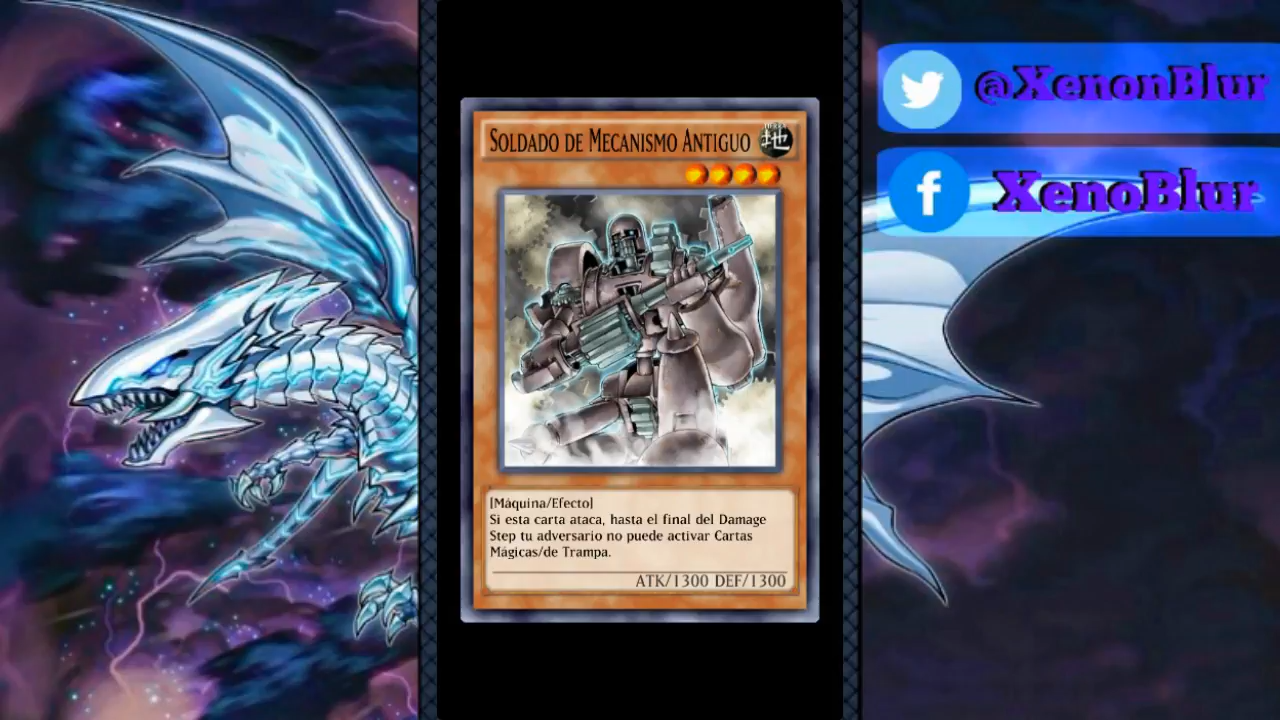 @XenonBlur
XenoBlur
SOLDADO DE MECANISMO ANTIGUO
地
[Máquina/Efecto]
Si esta carta ataca, hasta el final del Damage
Step tu adversario no puede activar Cartas
Mágicas/de Trampa.
ATK/1300 DEF/1300